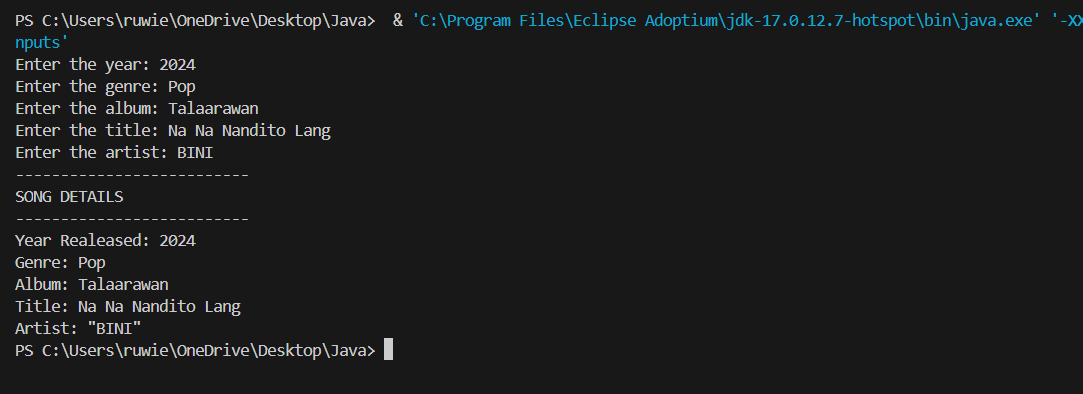 PS C:\Users\ruwie\OneDrive\Desktop\Java>  & 'C:\Program Files\Eclipse Adoptium\jdk-17.0.12.7-hotspot\bin\java.exe' '-XX
nputs'
Enter the year: 2024
Enter the genre: Pop
Enter the album: Talaarawan
Enter the title: Na Na Nandito Lang
Enter the artist: BINI
--------------------------
SONG DETAILS
--------------------------
Year Realeased: 2024
Genre: Pop
Album: Talaarawan
Title: Na Na Nandito Lang
Artist: "BINI"
PS C:\Users\ruwie\OneDrive\Desktop\Java>